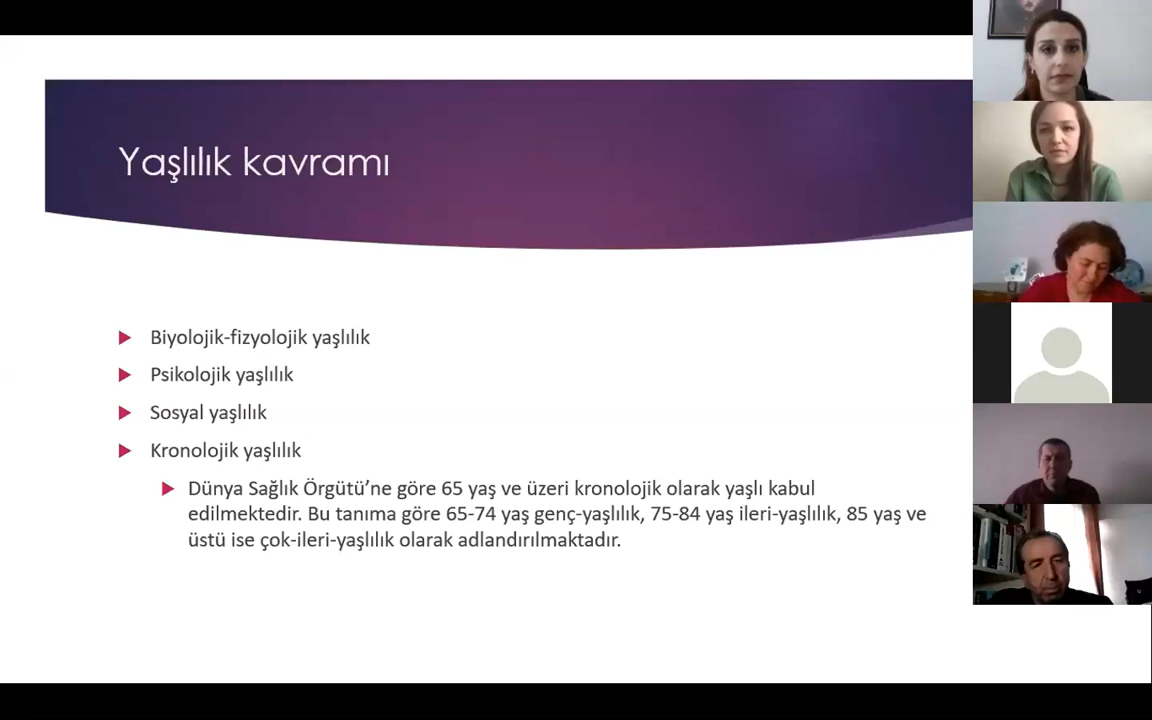 Yaşlılık kavramı
Biyolojik-fizyolojik yaşlılık
Psikolojik yaşlılık
Sosyal yaşlılık
Kronolojik yaşlılık
Dünya Sağlık Örgütü’ne göre 65 yaş ve üzeri kronolojik olarak yaşlı kabul
edilmektedir. Bu tanıma göre 65-74 yaş genç-yaşlılık, 75-84 yaş ileri-yaşlılık, 85 yaş ve
üstü ise çok-ileri-yaşlılık olarak adlandırılmaktadır.